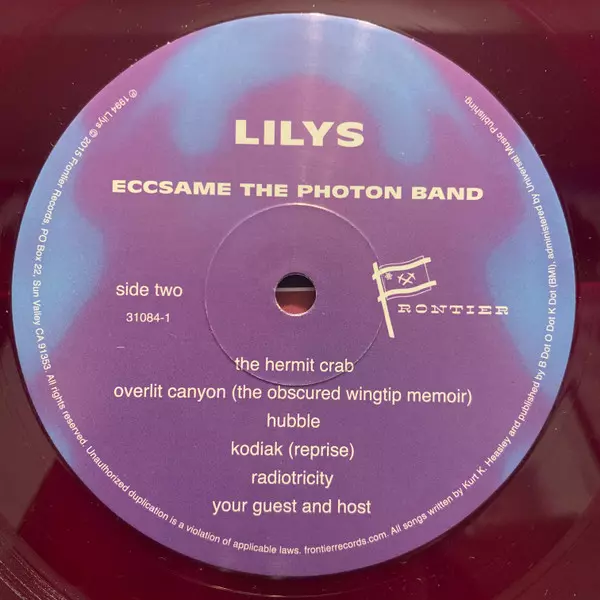 LILYS
ECCSAME THE PHOTON BAND
side two
31084-1
FRONTIER
the hermit crab
overlit canyon (the obscured wingtip memoir)
hubble
kodiak (reprise)
radiotricity
your guest and host
℗ 1994 Lilys © 2015 Frontier Records, PO Box 22, Sun Valley CA 91353. All rights reserved. Unauthorized duplication is a violation of applicable laws. frontierrecords.com. All songs written by Kurt K. Heasley and published by B Dot O Dot K Dot (BMI), administered by Universal Music Publishing.